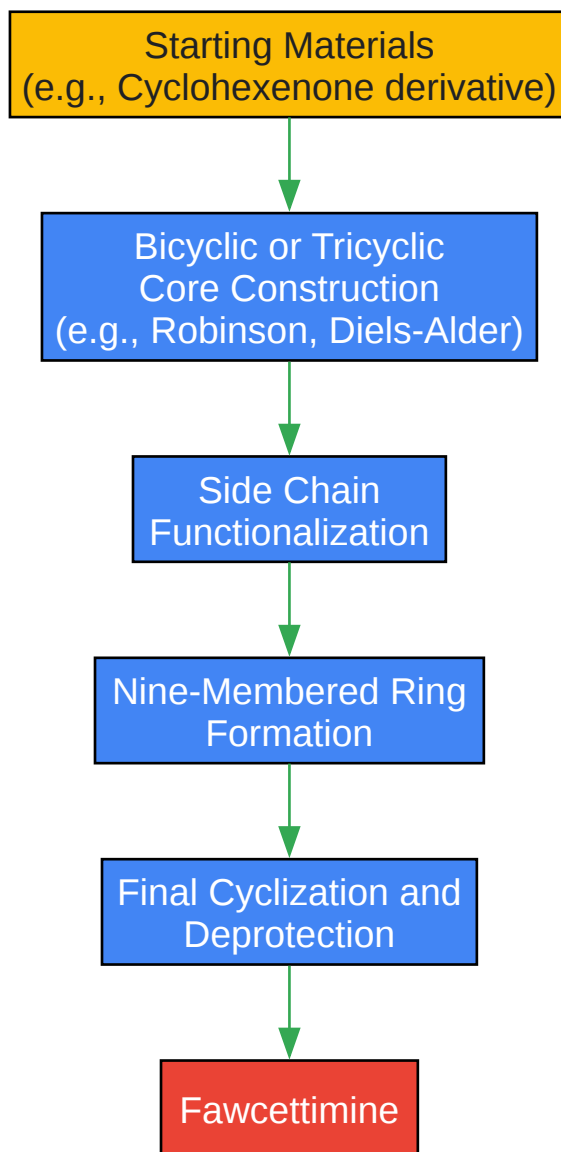 Starting Materials
(e.g., Cyclohexenone derivative)
Bicyclic or Tricyclic
Core Construction
(e.g., Robinson, Diels-Alder)
Side Chain
Functionalization
Nine-Membered Ring
Formation
Final Cyclization and
Deprotection
Fawcettimine